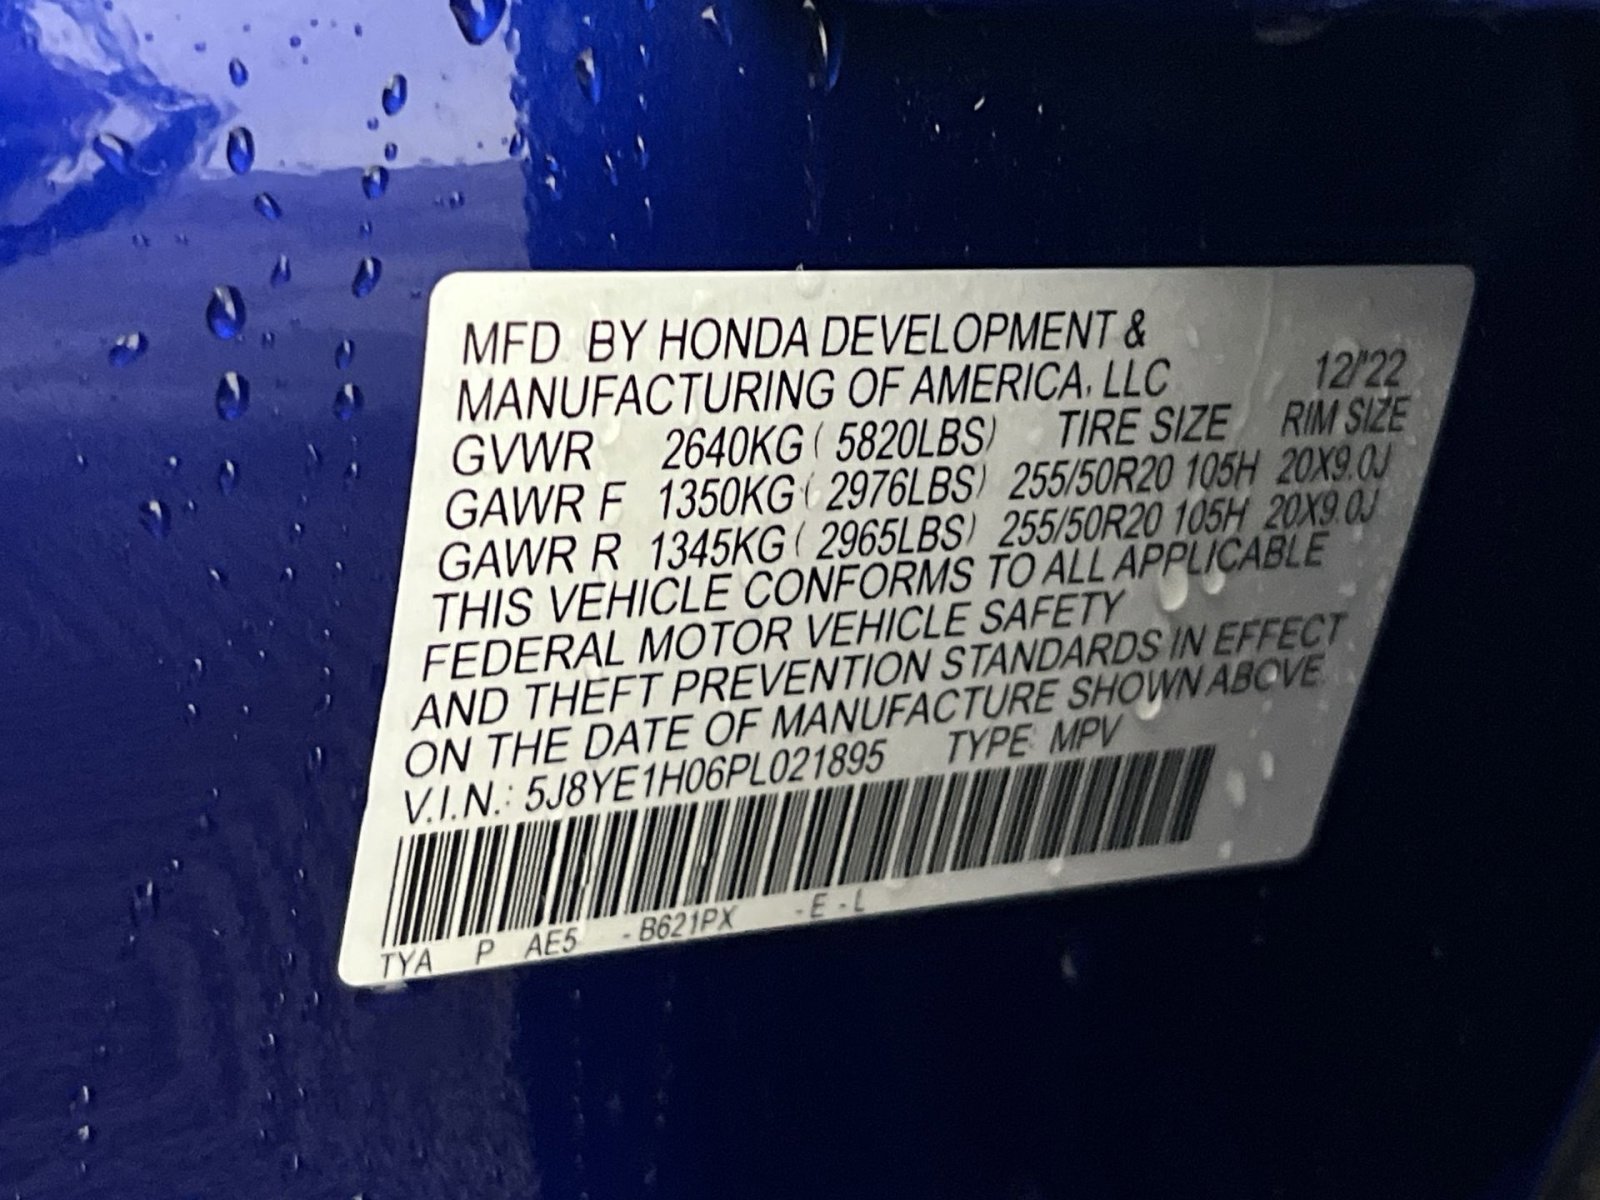 MFD BY HONDA DEVELOPMENT &
MANUFACTURING OF AMERICA, LLC 12/'22
GVWR 2640KG ( 5820LBS) TIRE SIZE RIM SIZE
GAWR F 1350KG ( 2976LBS) 255/50R20 105H 20X9.0J
GAWR R 1345KG ( 2965LBS) 255/50R20 105H 20X9.0J
THIS VEHICLE CONFORMS TO ALL APPLICABLE
FEDERAL MOTOR VEHICLE SAFETY
AND THEFT PREVENTION STANDARDS IN EFFECT
ON THE DATE OF MANUFACTURE SHOWN ABOVE.
V.I.N.: 5J8YE1H06PL021895 TYPE: MPV
TYA P AE5 -B621PX -E-L